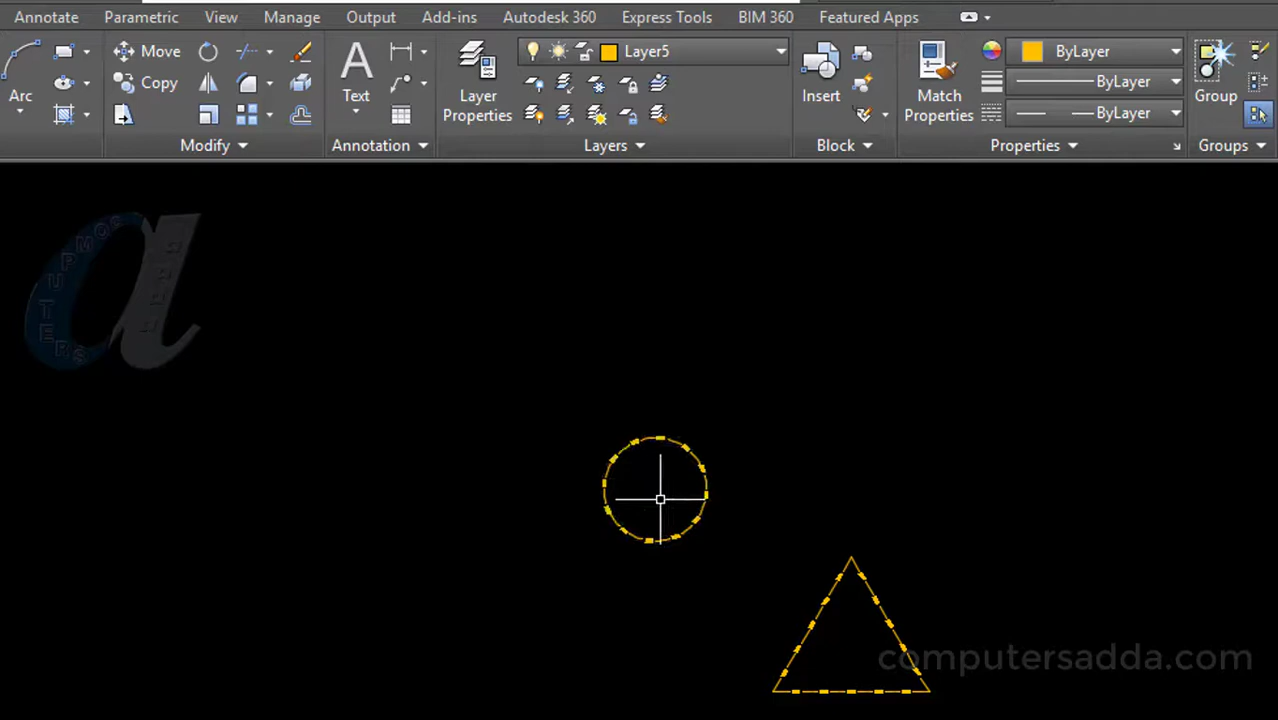 Annotate Parametric View Manage Output Add-ins Autodesk 360 Express Tools BIM 360 Featured Apps
Move Layer5 ByLayer
Arc Copy Text Layer Properties Insert Match Properties ByLayer Group
ByLayer
Modify Annotation Layers Block Properties Groups
a
COMPUTERS
computersadda.com